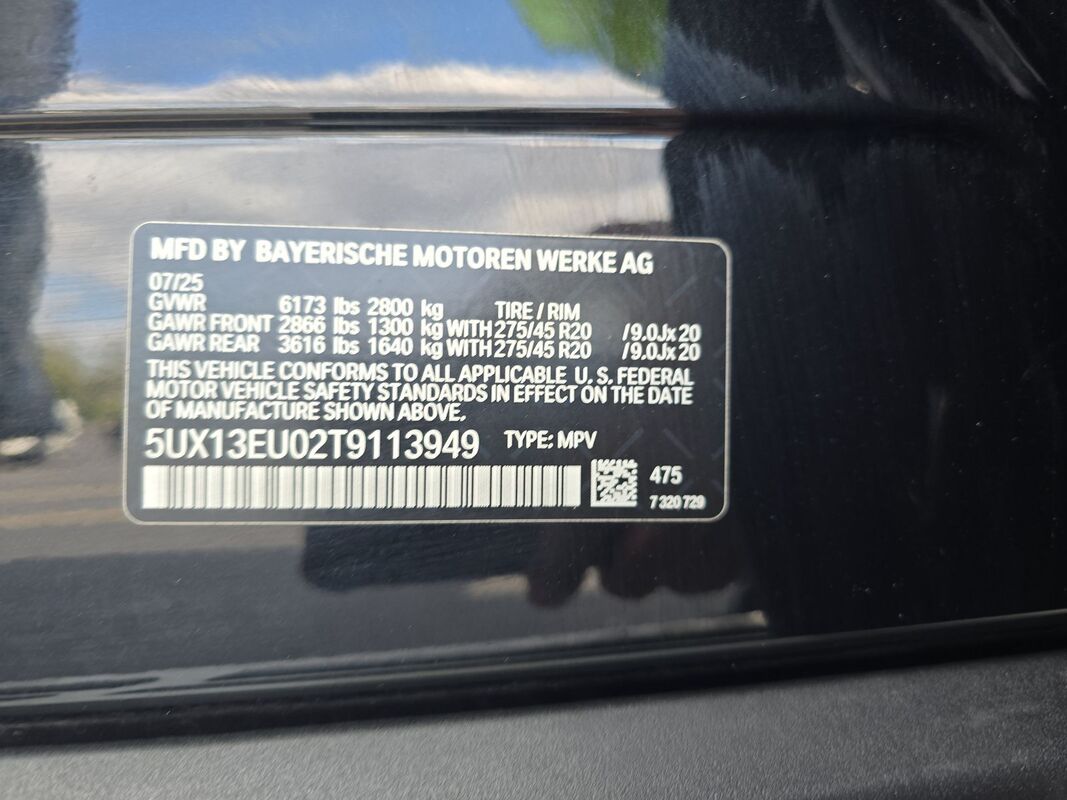 MFD BY BAYERISCHE MOTOREN WERKE AG
07/25
GVWR 6173 lbs 2800 kg TIRE / RIM
GAWR FRONT 2866 lbs 1300 kg WITH 275/45 R20 /9.0Jx20
GAWR REAR 3616 lbs 1640 kg WITH 275/45 R20 /9.0Jx20
THIS VEHICLE CONFORMS TO ALL APPLICABLE U. S. FEDERAL
MOTOR VEHICLE SAFETY STANDARDS IN EFFECT ON THE DATE
OF MANUFACTURE SHOWN ABOVE.
5UX13EU02T9113949 TYPE: MPV
475
7 320 729